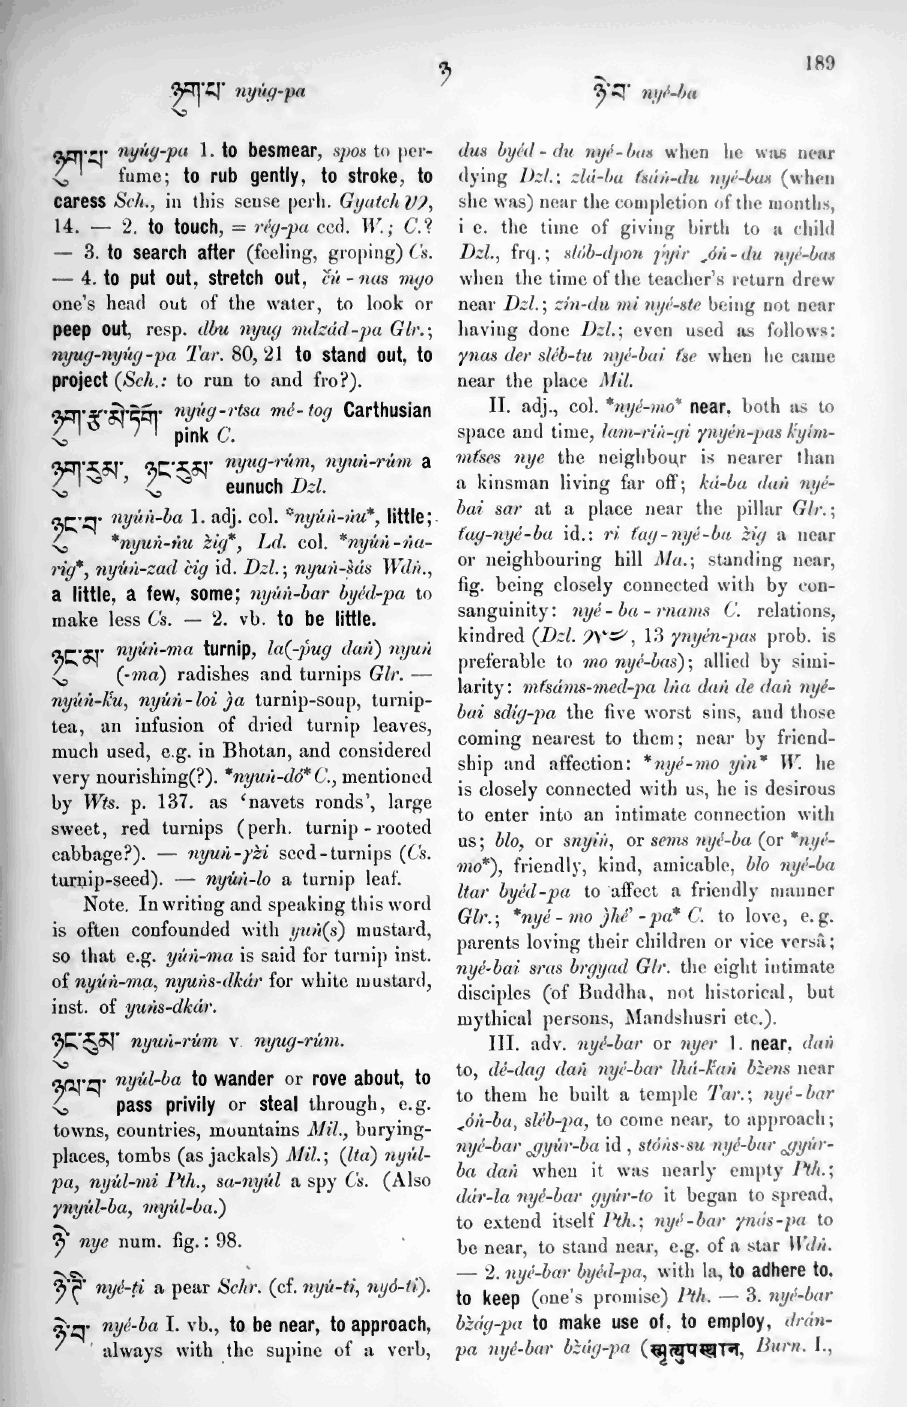 189
ཉ
ཉུག་པ་ nyúg-pa
ཉེ་བ་ nyé-ba
ཉུག་པ་ nyúg-pa 1. to besmear, spos to per-
fume; to rub gently, to stroke, to
caress Sch., in this sense perh. Gyatch
14. — 2. to touch, = rég-pa ccd. W.; C.?
— 3. to search after (feeling, groping) Cs.
— 4. to put out, stretch out, c̀ú-nas mgo
one's head out of the water, to look or
peep out, resp. dbu nyug mdzád-pa Glr.;
nyug-nyúg-pa Tar. 80, 21 to stand out, to
project (Sch.: to run to and fro?).
ཉུག་རྩ་མེ་ཏོག་ nyúg-rtsa mé-tog Carthusian
pink C.
ཉུག་རུམ་, ཉུང་རུམ་ nyug-rúm, nyuṅ-rúm a
eunuch Dzl.
ཉུང་བ་ nyúṅ-ba 1. adj. col. *nyúṅ-ṅu*, little;
*nyuṅ-ṅu z̀ig*, Ld. col. *nyúṅ-ṅa-
rig*, nyúṅ-zad c̀ig id. Dzl.; nyuṅ-s̀ás Wdṅ.,
a little, a few, some; nyúṅ-bar byéd-pa to
make less Cs. — 2. vb. to be little.
ཉུང་མ་ nyúṅ-ma turnip, la(-ṗug daṅ) nyuṅ
(-ma) radishes and turnips Glr. —
nyúṅ-k̀u, nyúṅ-loi j̀a turnip-soup, turnip-
tea, an infusion of dried turnip leaves,
much used, e.g. in Bhotan, and considered
very nourishing(?). *nyuṅ-dó* C., mentioned
by Wts. p. 137. as ‘navets ronds’, large
sweet, red turnips (perh. turnip-rooted
cabbage?). — nyuṅ-γz̀i seed-turnips (Cs.
turnip-seed). — nyúṅ-lo a turnip leaf.
Note. In writing and speaking this word
is often confounded with yuṅ(s) mustard,
so that e.g. yúṅ-ma is said for turnip inst.
of nyúṅ-ma, nyuṅs-dkár for white mustard,
inst. of yuṅs-dkár.
ཉུང་རུམ་ nyuṅ-rúm v. nyug-rúm.
ཉུལ་བ་ nyúl-ba to wander or rove about, to
pass privily or steal through, e.g.
towns, countries, mountains Mil., burying-
places, tombs (as jackals) Mil.; (lta) nyúl-
pa, nyúl-mi Pth., sa-nyúl a spy Cs. (Also
γnyúl-ba, myúl-ba.)
ཉེ་ nye num. fig.: 98.
ཉེ་ཊི་ nyé-ṭi a pear Schr. (cf. nyú-ti, nyó-ti).
ཉེ་བ་ nyé-ba I. vb., to be near, to approach,
always with the supine of a verb,
dus byéd-du nyé-bas when he was near
dying Dzl.; zlá-ba t́sáṅ-du nyé-bas (when
she was) near the completion of the months,
i e. the time of giving birth to a child
Dzl., frq.; slób-dpon ṗyir ˏóṅ-du nyé-bas
when the time of the teacher's return drew
near Dzl.; zín-du mi nyé-ste being not near
having done Dzl.; even used as follows:
γnas der sléb-tu nyé-bai t́se when he came
near the place Mil.
II. adj., col. *nyé-mo* near, both as to
space and time, lam-riṅ-gi γnyén-pas k̀yim-
mt́ses nye the neighbour is nearer than
a kinsman living far off; ká-ba daṅ nyé-
bai sar at a place near the pillar Glr.;
t́ag-nyé-ba id.: ri t́ag-nyé-ba z̀ig a near
or neighbouring hill Ma.; standing near,
fig. being closely connected with by con-
sanguinity: nyé-ba-rnams C. relations,
kindred (Dzl. , 13 γnyén-pas prob. is
preferable to mo nyé-bas); allied by simi-
larity: mt́sáms-med-pa lṅa daṅ de daṅ nyé-
bai sdíg-pa the five worst sins, and those
coming nearest to them; near by friend-
ship and affection: *nyé-mo yin* W. he
is closely connected with us, he is desirous
to enter into an intimate connection with
us; blo, or snyiṅ, or sems nyé-ba (or *nyé-
mo*), friendly, kind, amicable, blo nyé-ba
ltar byéd-pa to affect a friendly manner
Glr.; *nyé-mo j̀hé'-pa* C. to love, e.g.
parents loving their children or vice versâ;
nyé-bai sras brgyad Glr. the eight intimate
disciples (of Buddha, not historical, but
mythical persons, Mandshusri etc.).
III. adv. nyé-bar or nyer 1. near, daṅ
to, dé-dag daṅ nyé-bar lhá-k̀aṅ bz̀ens near
to them he built a temple Tar.; nyé-bar
ˏóṅ-ba, sléb-pa, to come near, to approach;
nyé-bar ˏgyúr-ba id, stóṅs-su nyé-bar ˏgyúr-
ba daṅ when it was nearly empty Pth.;
dár-la nyé-bar gyúr-to it began to spread,
to extend itself Pth.; nyé-bar γnás-pa to
be near, to stand near, e.g. of a star Wdṅ.
— 2. nyé-bar byéd-pa, with la, to adhere to,
to keep (one's promise) Pth. — 3. nyé-bar
bz̀ág-pa to make use of, to employ, drán-
pa nyé-bar bz̀ág-pa (स्मृत्युपस्थान, Burn. I.,